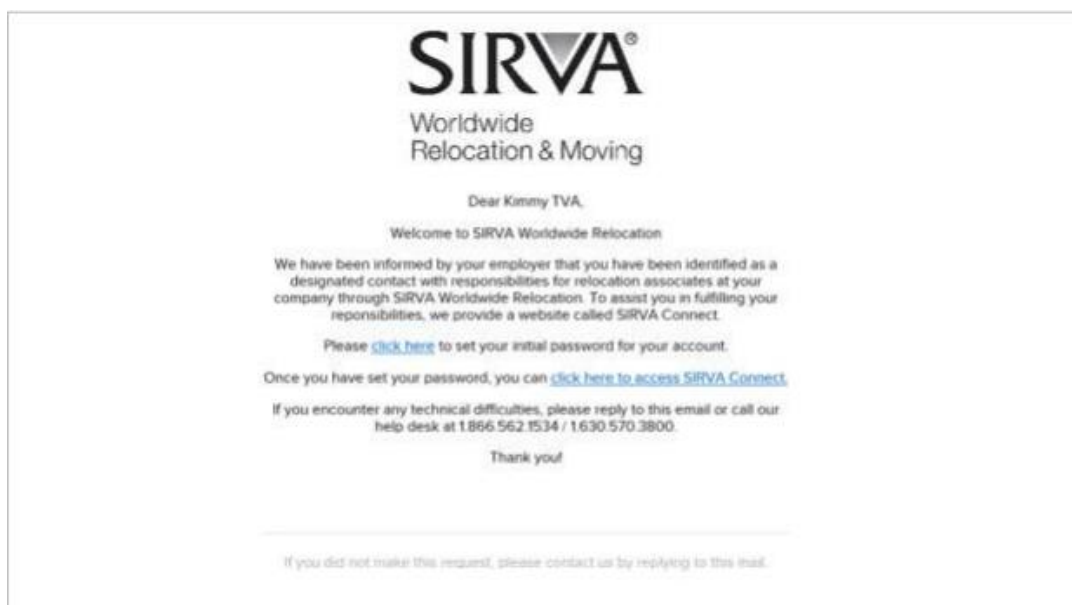 SIRVA®
Worldwide
Relocation & Moving
Dear Kimmy TVA,
Welcome to SIRVA Worldwide Relocation
We have been informed by your employer that you have been identified as a
designated contact with responsibilities for relocation associates at your
company through SIRVA Worldwide Relocation. To assist you in fulfilling your
reponsibilities, we provide a website called SIRVA Connect.
Please click here to set your initial password for your account.
Once you have set your password, you can click here to access SIRVA Connect.
If you encounter any technical difficulties, please reply to this email or call our
help desk at 1.866.562.1534 / 1.630.570.3800.
Thank you!
If you did not make this request, please contact us by replying to this mail.